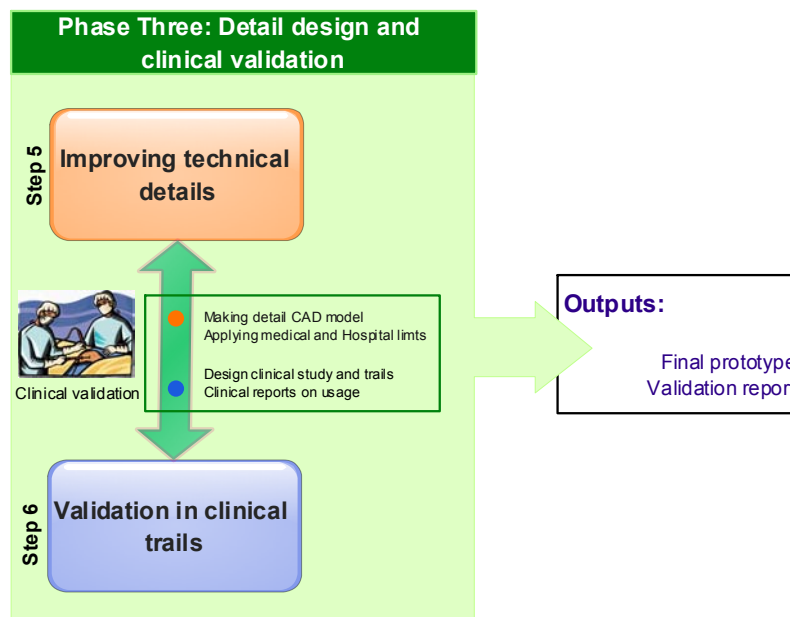 Phase Three: Detail design and
clinical validation
Step 5
Improving technical
details
Making detail CAD model
Applying medical and Hospital limts
Design clinical study and trails
Clinical reports on usage
Clinical validation
Step 6
Validation in clinical
trails
Outputs:
Final prototype
Validation repor